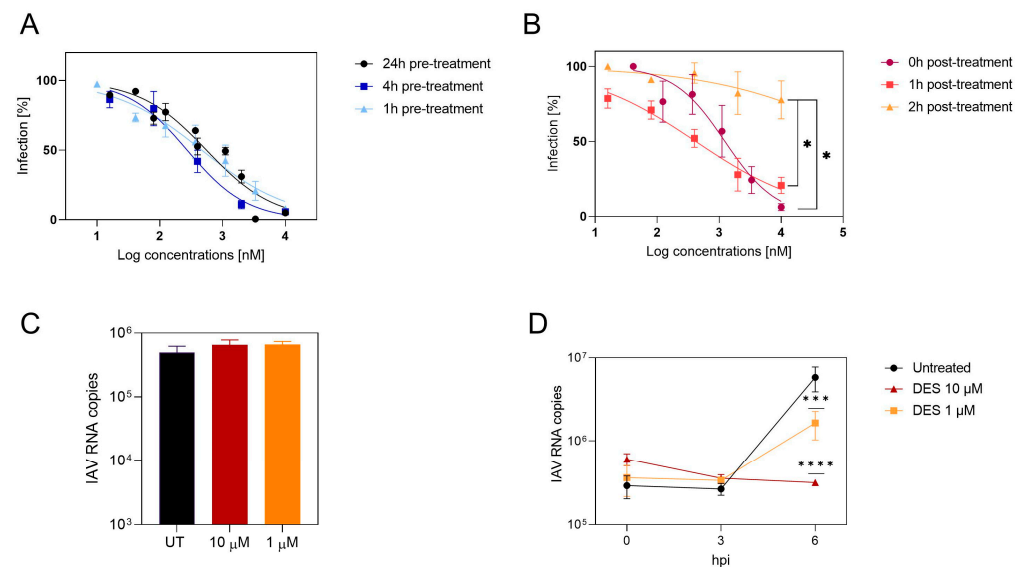 A
Infection [%]
100
50
0
1 2 3 4
Log concentrations [nM]
24h pre-treatment
4h pre-treatment
1h pre-treatment
B
Infection [%]
100
50
0
1 2 3 4 5
Log concentrations [nM]
* *
0h post-treatment
1h post-treatment
2h post-treatment
C
IAV RNA copies
10⁶
10⁵
10⁴
10³
UT 10 μM 1 μM
D
IAV RNA copies
10⁷
10⁶
10⁵
0 3 6
hpi
***
****
Untreated
DES 10 μM
DES 1 μM